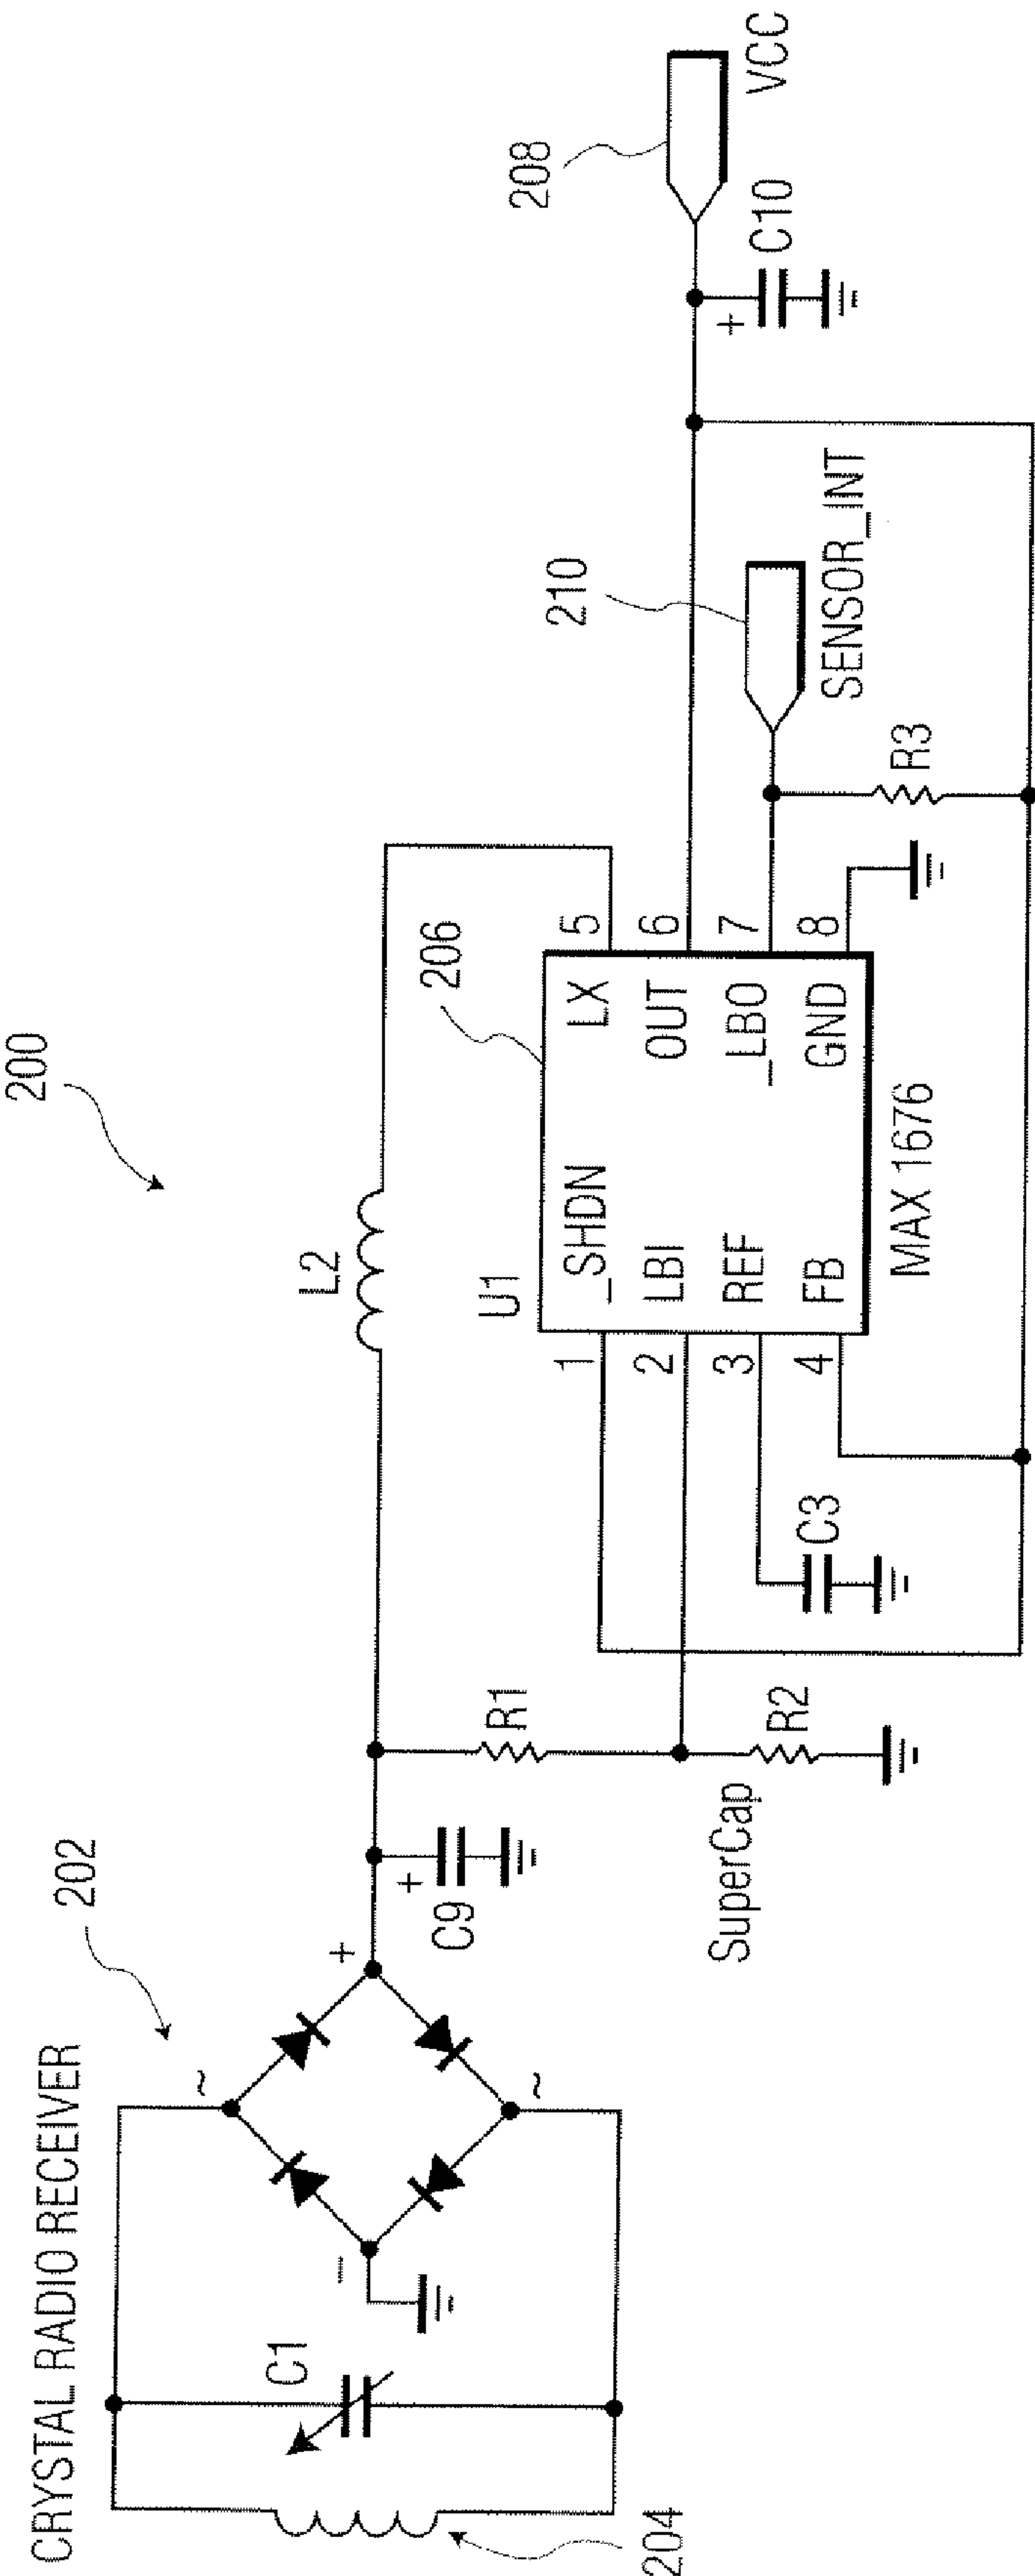 200
CRYSTAL RADIO RECEIVER
202
204
C1
~
~
+
−
+
C9
SuperCap
R1
R2
L2
U1
206
_SHDN
LBI
REF
FB
LX
OUT
_LBO
GND
1
2
3
4
5
6
7
8
MAX 1676
C3
R3
210
SENSOR_INT
208
VCC
+
C10